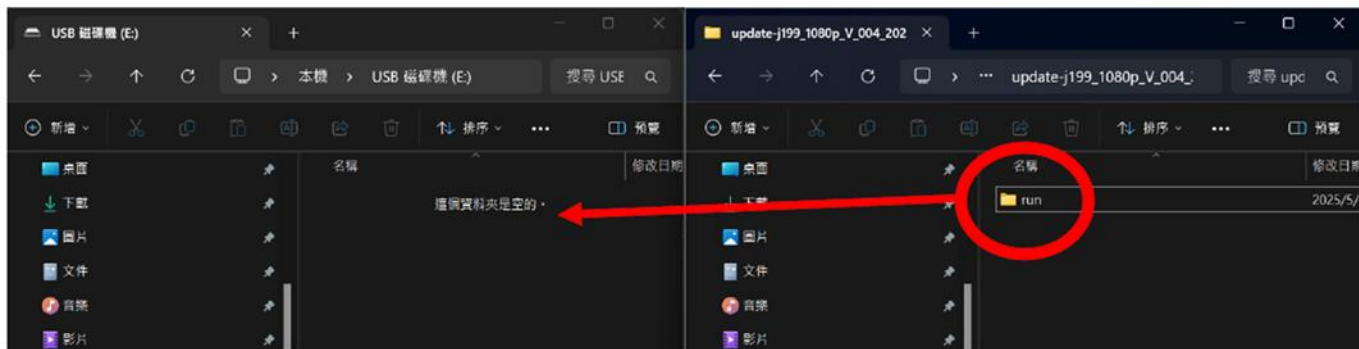 USB 磁碟機 (E:)
本機 > USB 磁碟機 (E:)
搜尋 USE
新增
排序
預覽
桌面
下載
圖片
文件
音樂
影片
名稱
修改日期
這個資料夾是空的。
update-j199_1080p_V_004_202
update-j199_1080p_V_004_
搜尋 upd
新增
排序
預覽
桌面
下載
圖片
文件
音樂
影片
名稱
修改日期
run
2025/5/